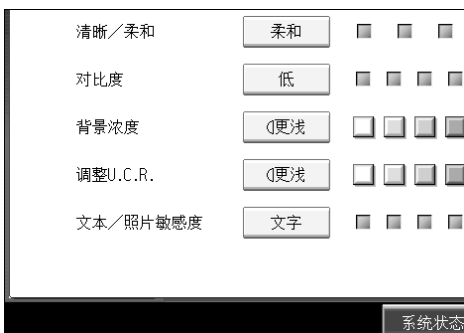 清晰／柔和 柔和
对比度 低
背景浓度 更浅
调整U.C.R. 更浅
文本／照片敏感度 文字
系统状态